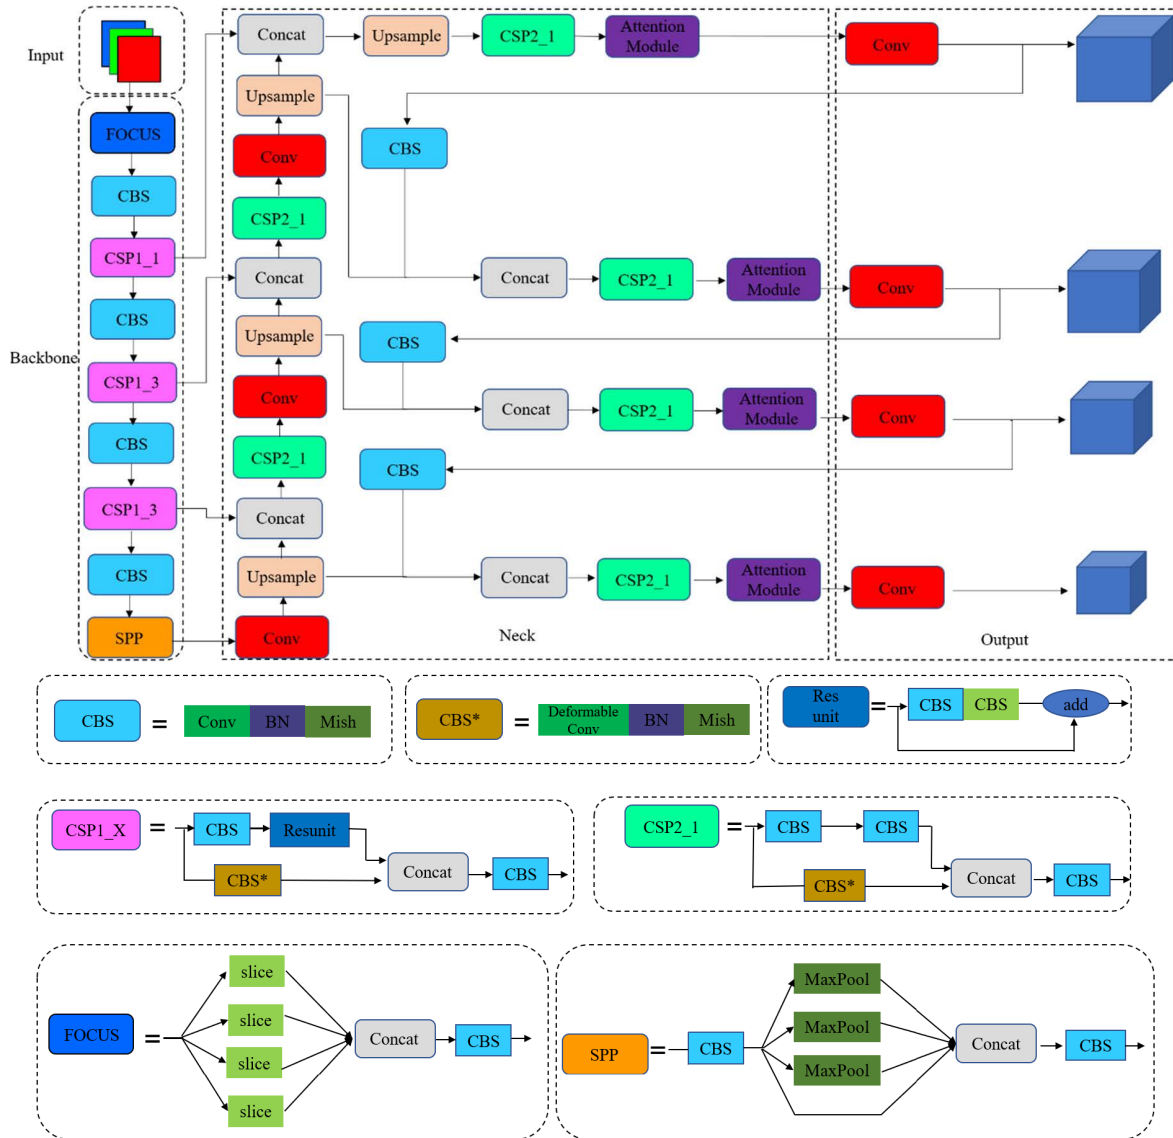 Input
Concat
Upsample
CSP2_1
Attention
Module
Conv
Upsample
FOCUS
Conv
CBS
CBS
CSP2_1
CSP1_1
Concat
Concat
CSP2_1
Attention
Module
Conv
CBS
Upsample
CBS
Backbone
CSP1_3
Conv
Concat
CSP2_1
Attention
Module
Conv
CBS
CSP2_1
CBS
CSP1_3
Concat
CBS
Upsample
Concat
CSP2_1
Attention
Module
Conv
SPP
Conv
Neck
Output
CBS
=
Conv
BN
Mish
CBS*
=
Deformable
Conv
BN
Mish
Res
unit
=
CBS
CBS
add
CSP1_X
=
CBS
Resunit
CBS*
Concat
CBS
CSP2_1
=
CBS
CBS
CBS*
Concat
CBS
FOCUS
=
slice
slice
slice
slice
Concat
CBS
SPP
=
CBS
MaxPool
MaxPool
MaxPool
Concat
CBS